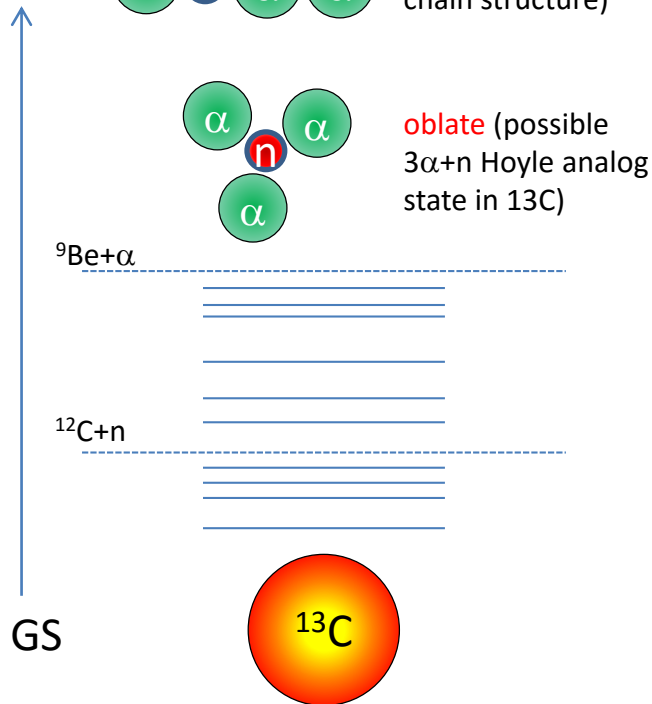 chain structure)
α
α
n
α
oblate (possible
3α+n Hoyle analog
state in 13C)
⁹Be+α
¹²C+n
¹³C
GS